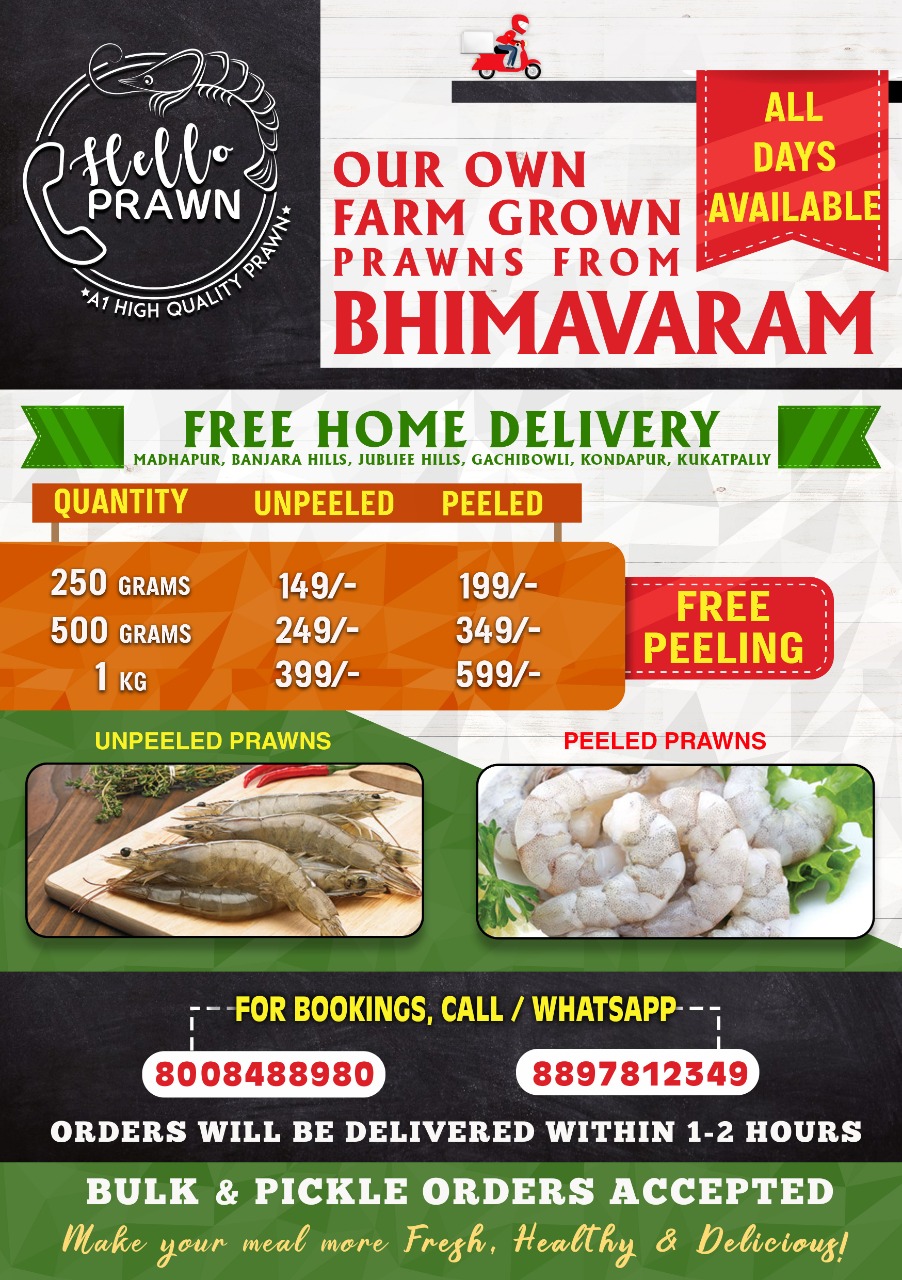 Hello
PRAWN
★A1 HIGH QUALITY PRAWN★
ALL
DAYS
AVAILABLE
OUR OWN
FARM GROWN
PRAWNS FROM
BHIMAVARAM
FREE HOME DELIVERY
MADHAPUR, BANJARA HILLS, JUBLIEE HILLS, GACHIBOWLI, KONDAPUR, KUKATPALLY
QUANTITY UNPEELED PEELED
250 GRAMS 149/- 199/-
500 GRAMS 249/- 349/-
1 KG 399/- 599/-
FREE
PEELING
UNPEELED PRAWNS PEELED PRAWNS
FOR BOOKINGS, CALL / WHATSAPP
8008488980 8897812349
ORDERS WILL BE DELIVERED WITHIN 1-2 HOURS
BULK & PICKLE ORDERS ACCEPTED
Make your meal more Fresh, Healthy & Delicious!